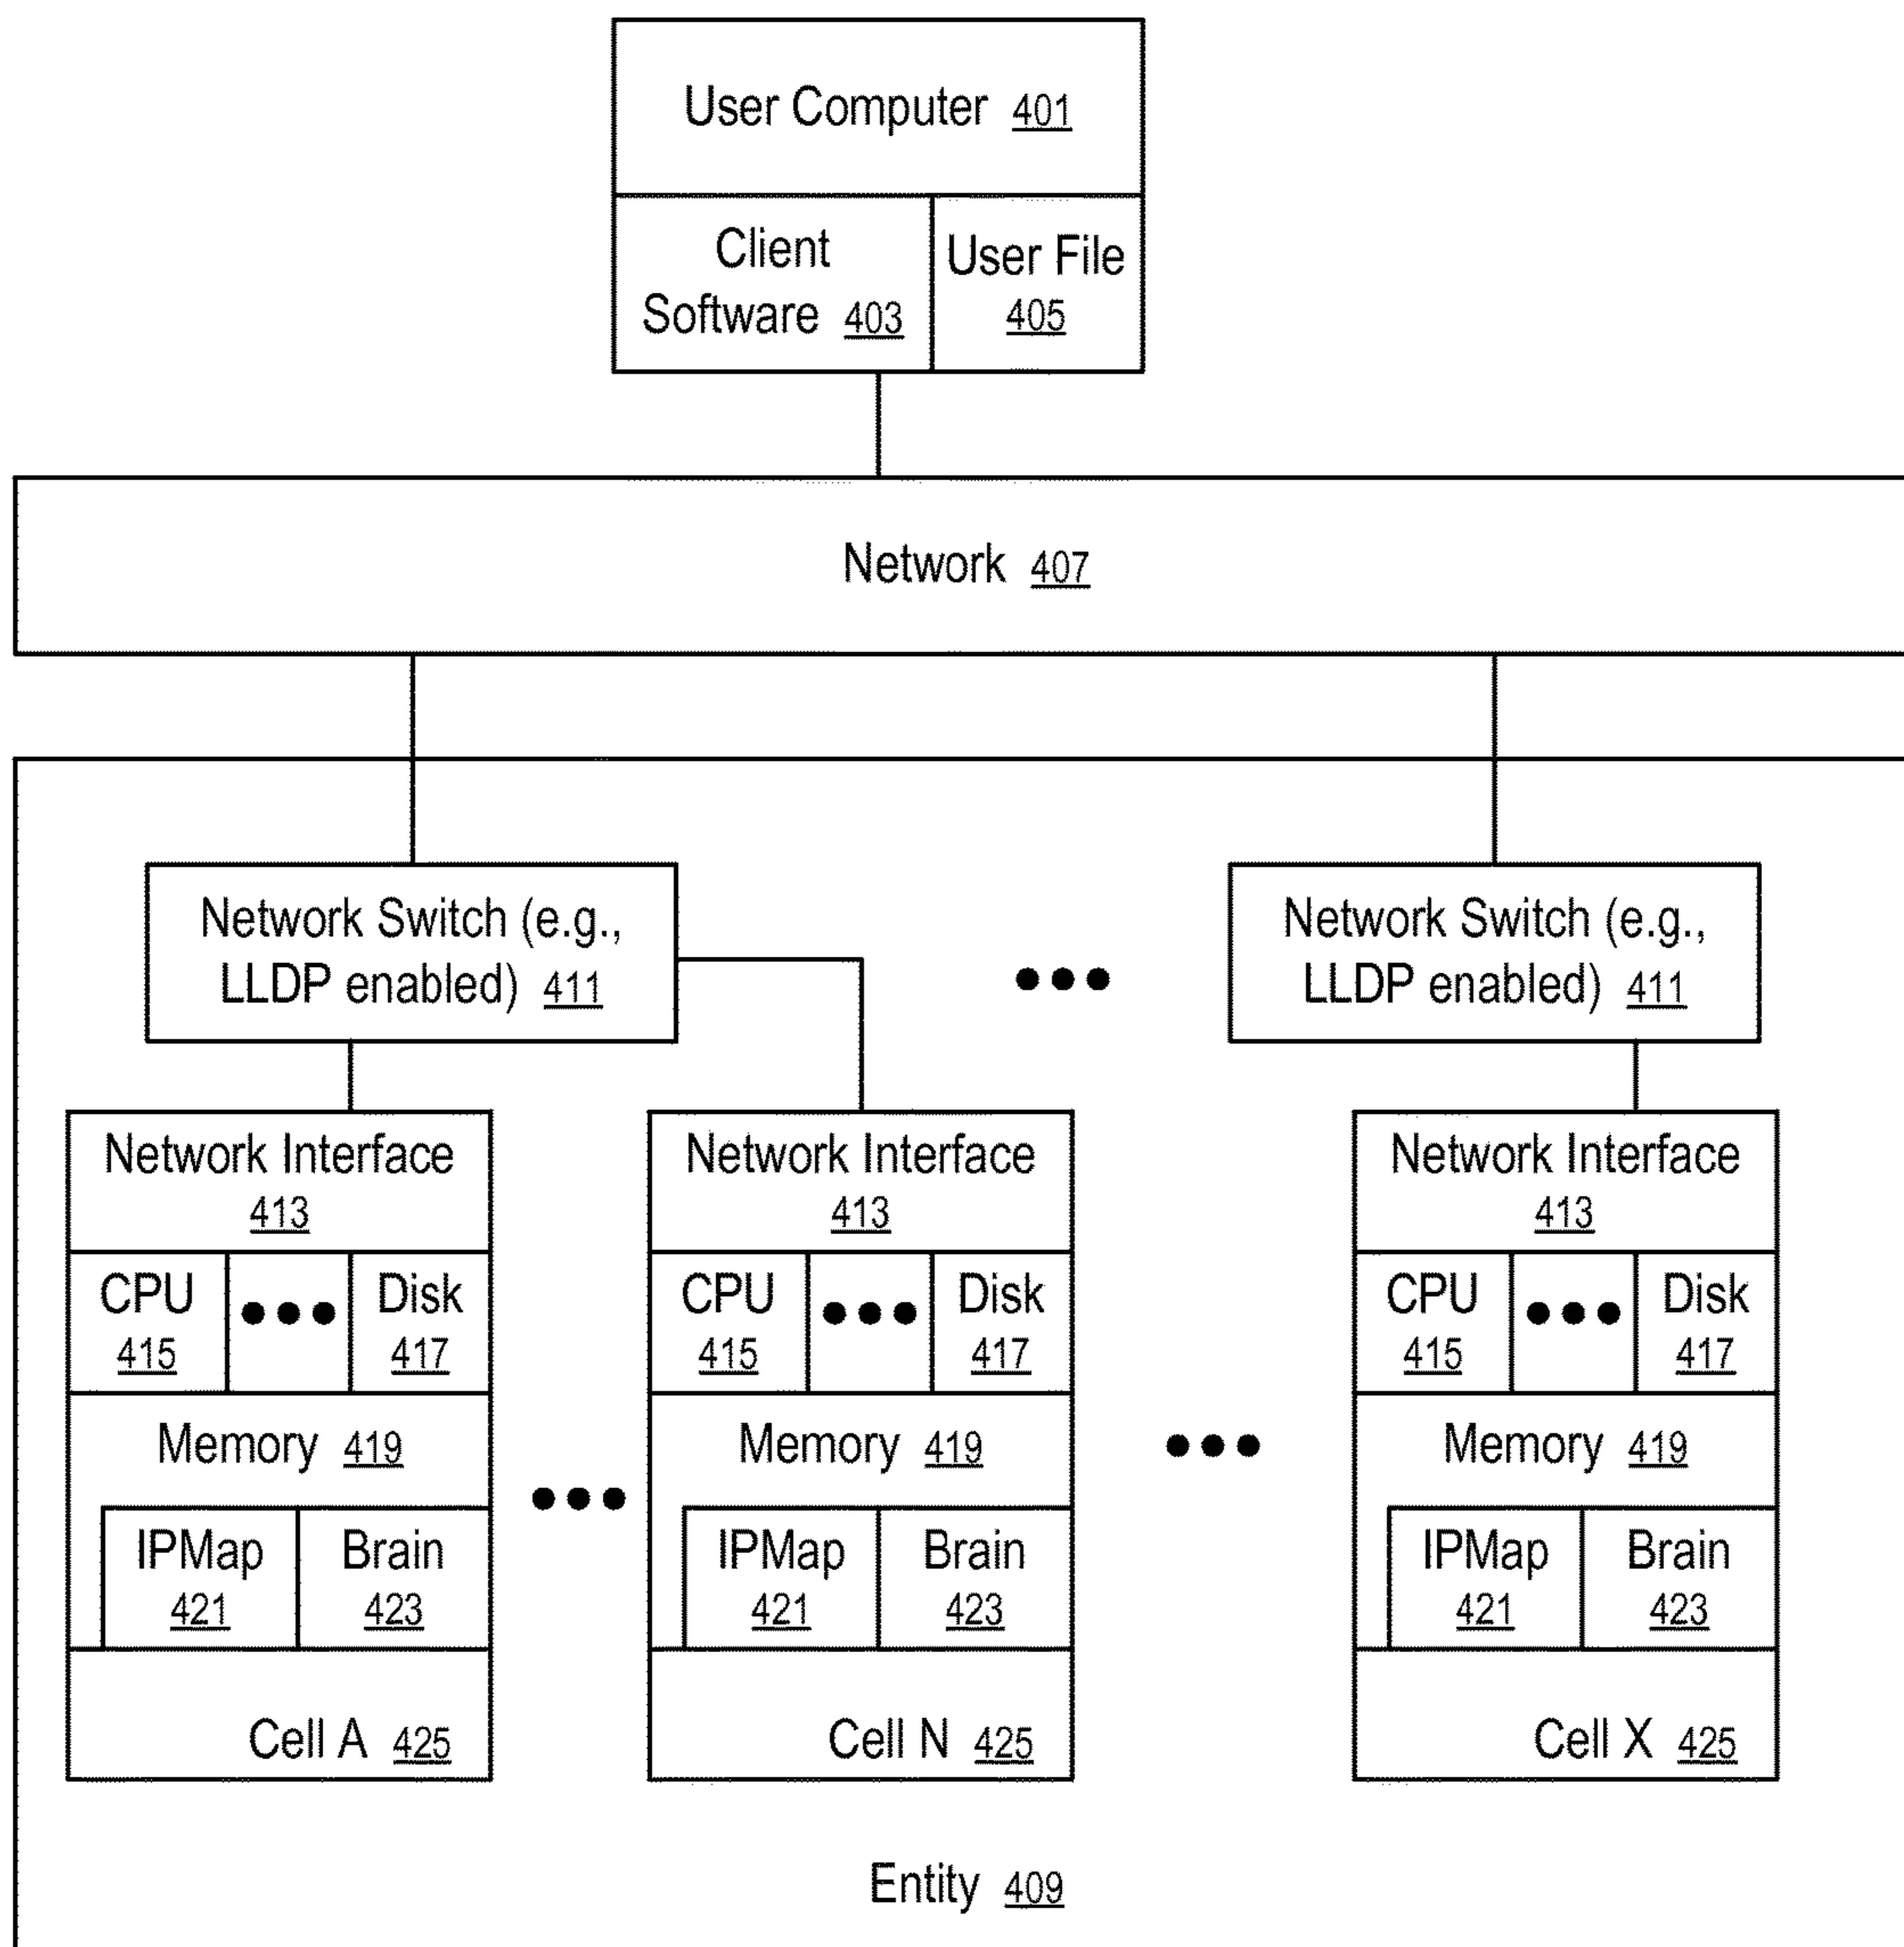 User Computer 401
Client
Software 403
User File
405
Network 407
Network Switch (e.g.,
LLDP enabled) 411
Network Switch (e.g.,
LLDP enabled) 411
Network Interface
413
CPU
415
Disk
417
Memory 419
IPMap
421
Brain
423
Cell A 425
Network Interface
413
CPU
415
Disk
417
Memory 419
IPMap
421
Brain
423
Cell N 425
Network Interface
413
CPU
415
Disk
417
Memory 419
IPMap
421
Brain
423
Cell X 425
Entity 409